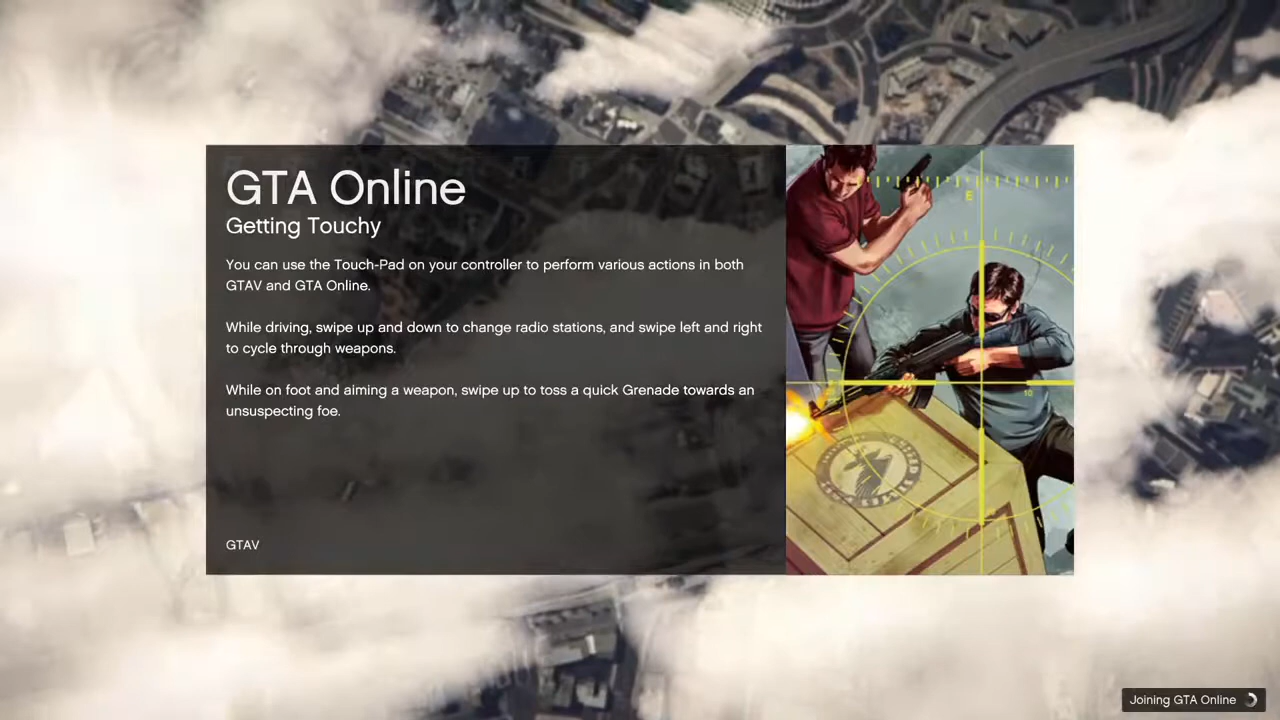 GTA Online
Getting Touchy
You can use the Touch-Pad on your controller to perform various actions in both
GTAV and GTA Online.
While driving, swipe up and down to change radio stations, and swipe left and right
to cycle through weapons.
While on foot and aiming a weapon, swipe up to toss a quick Grenade towards an
unsuspecting foe.
GTAV
E
10
Joining GTA Online